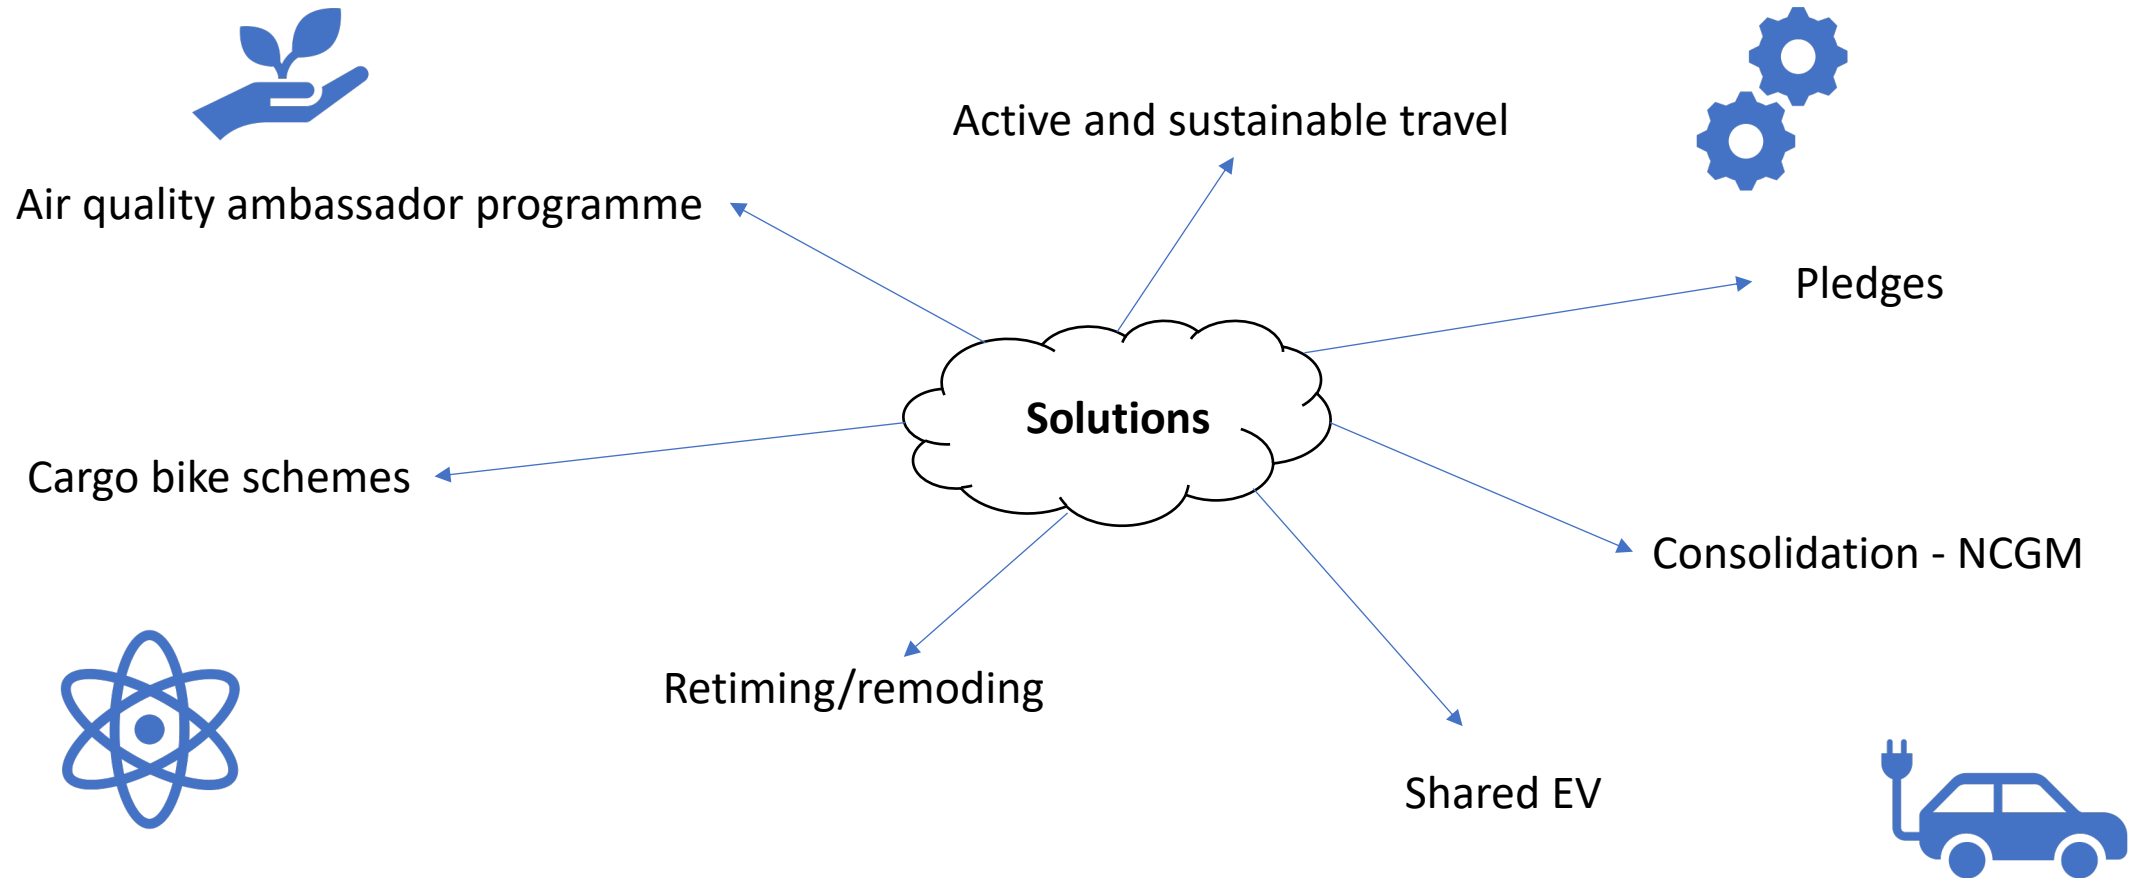 Active and sustainable travel
Air quality ambassador programme
Pledges
Solutions
Cargo bike schemes
Consolidation - NCGM
Retiming/remoding
Shared EV